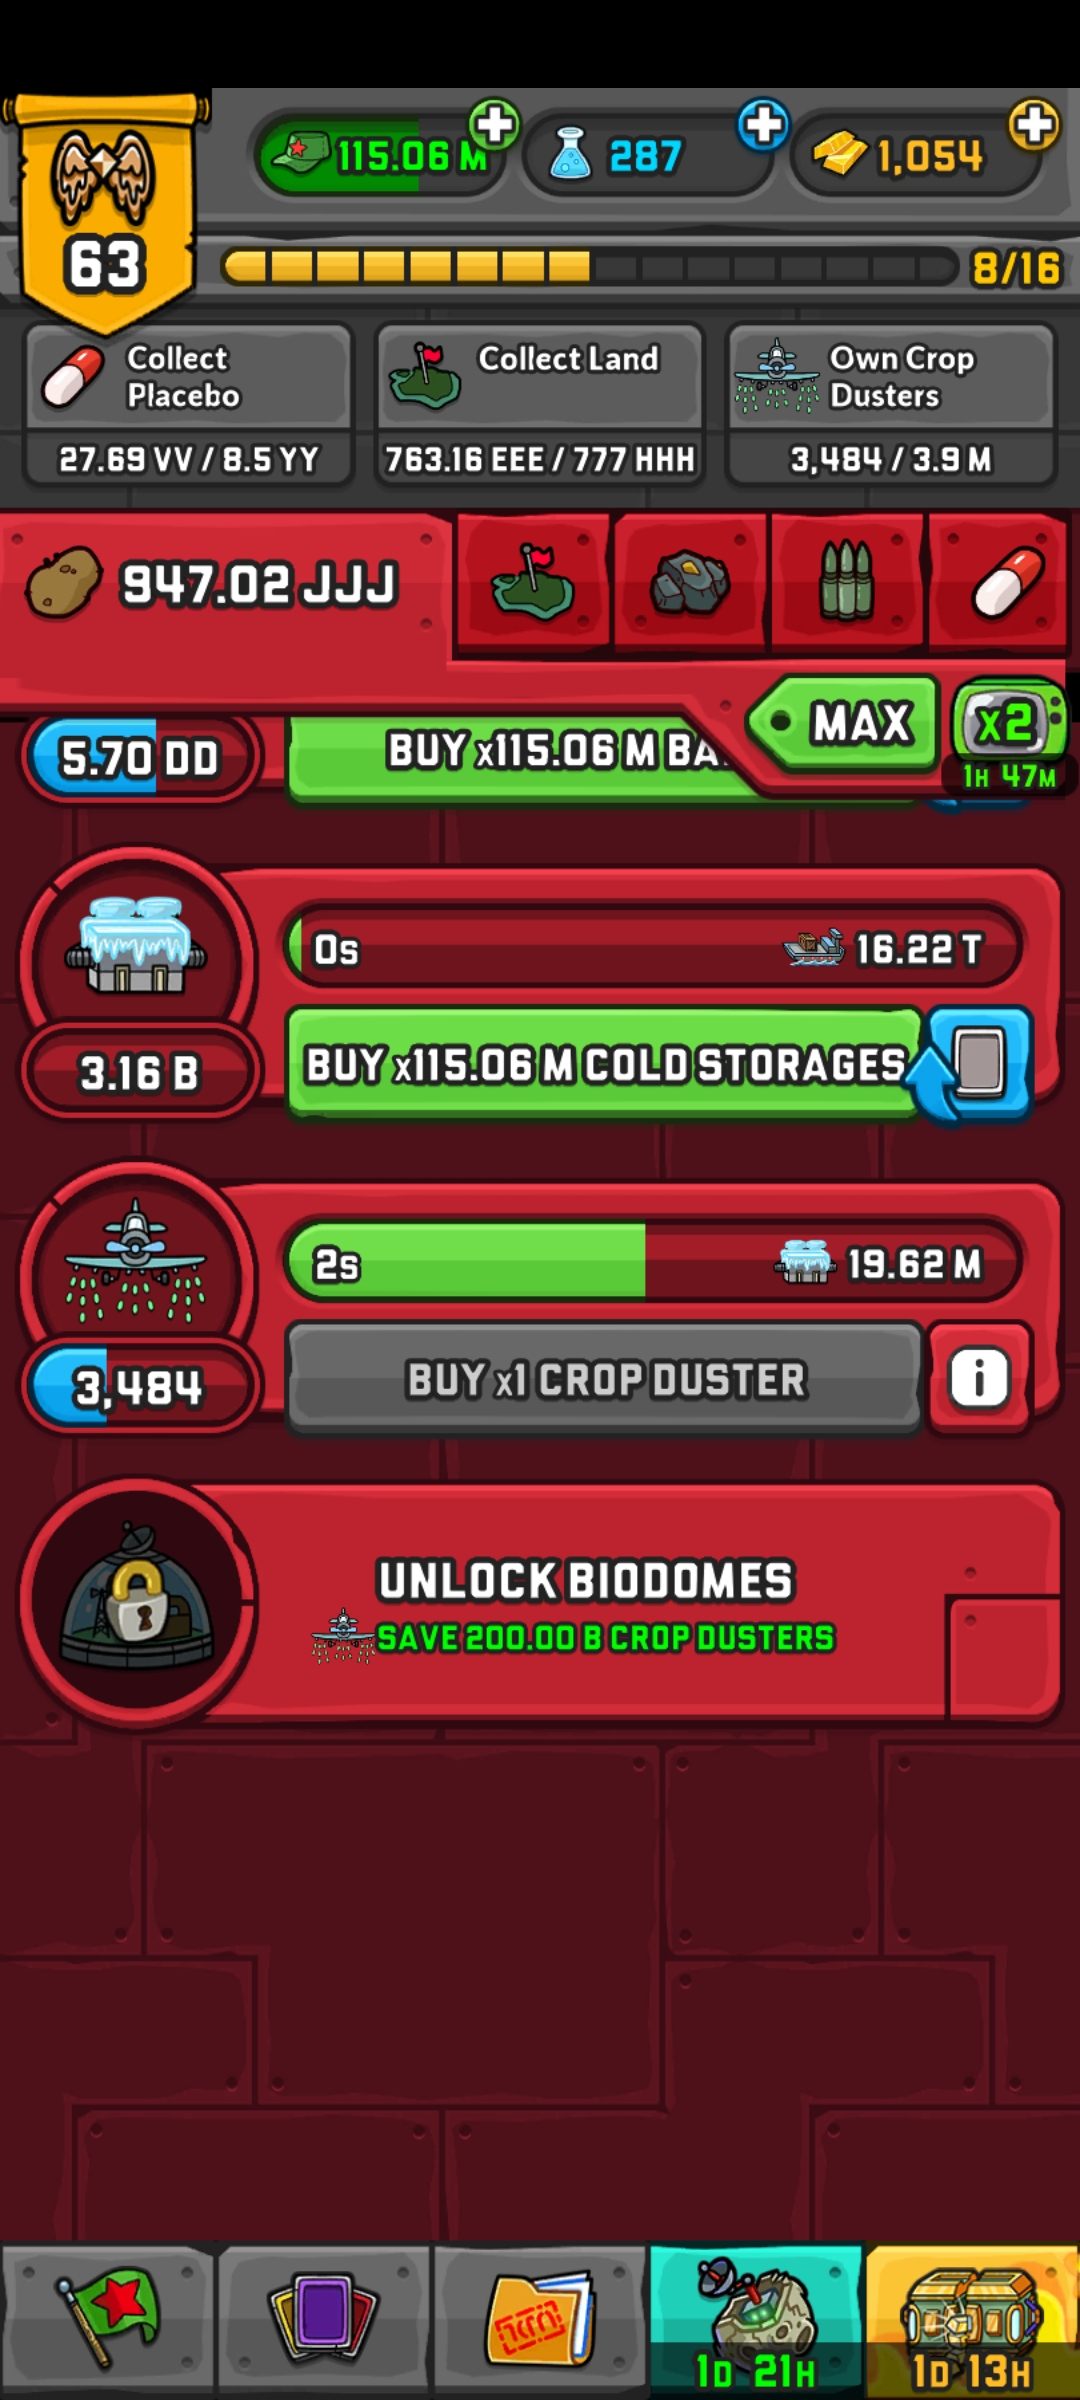 115.06 M
287
1,054
63
8/16
Collect
Placebo
27.69 VV / 8.5 YY
Collect Land
763.16 EEE / 777 HHH
Own Crop
Dusters
3,484 / 3.9 M
947.02 JJJ
MAX
x2
1H 47M
5.70 DD
BUY x115.06 M BA
0s
16.22 T
3.16 B
BUY x115.06 M COLD STORAGES
2s
19.62 M
3,484
BUY x1 CROP DUSTER
i
UNLOCK BIODOMES
SAVE 200.00 B CROP DUSTERS
1D 21H
1D 13H